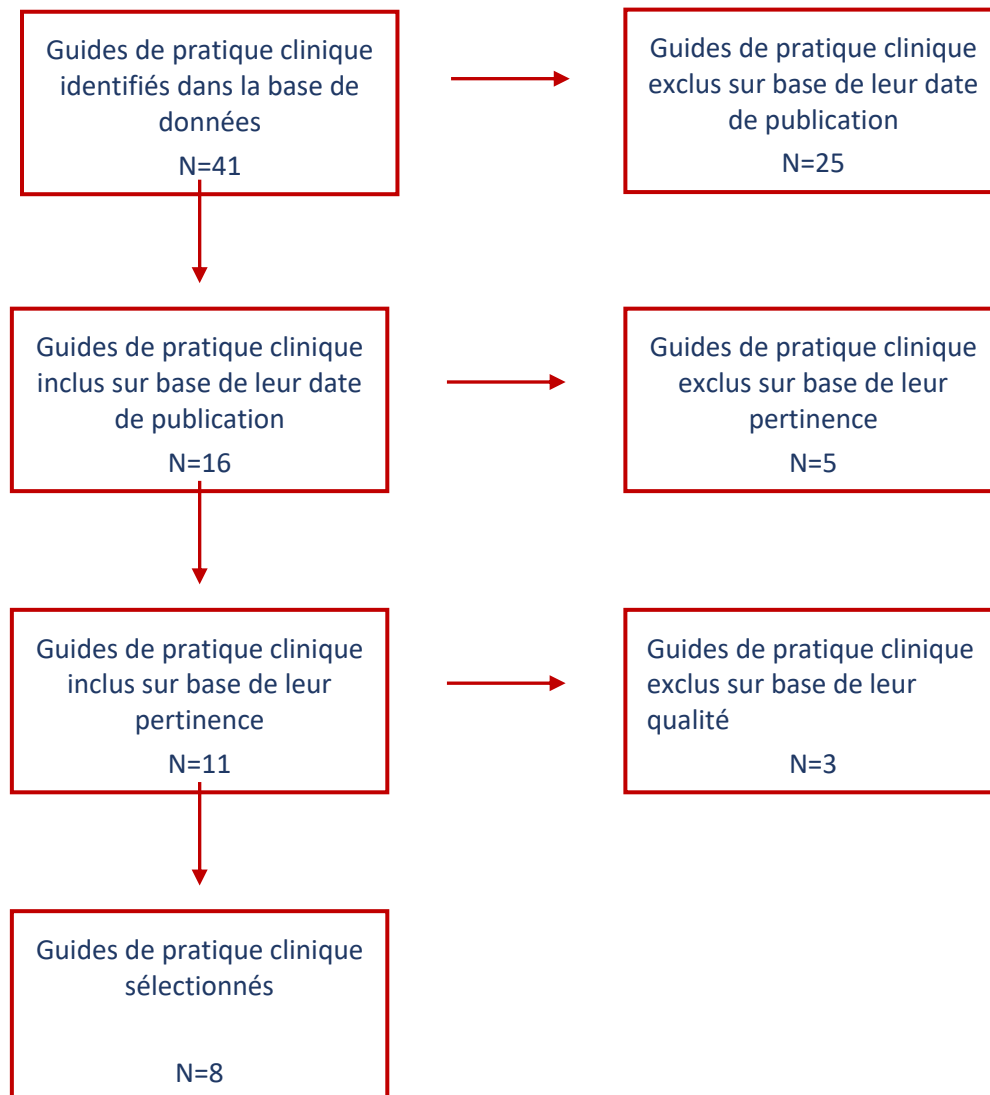 Guides de pratique clinique
identifiés dans la base de
données
N=41
Guides de pratique clinique
exclus sur base de leur date
de publication
N=25
Guides de pratique clinique
inclus sur base de leur date
de publication
N=16
Guides de pratique clinique
exclus sur base de leur
pertinence
N=5
Guides de pratique clinique
inclus sur base de leur
pertinence
N=11
Guides de pratique clinique
exclus sur base de leur
qualité
N=3
Guides de pratique clinique
sélectionnés
N=8